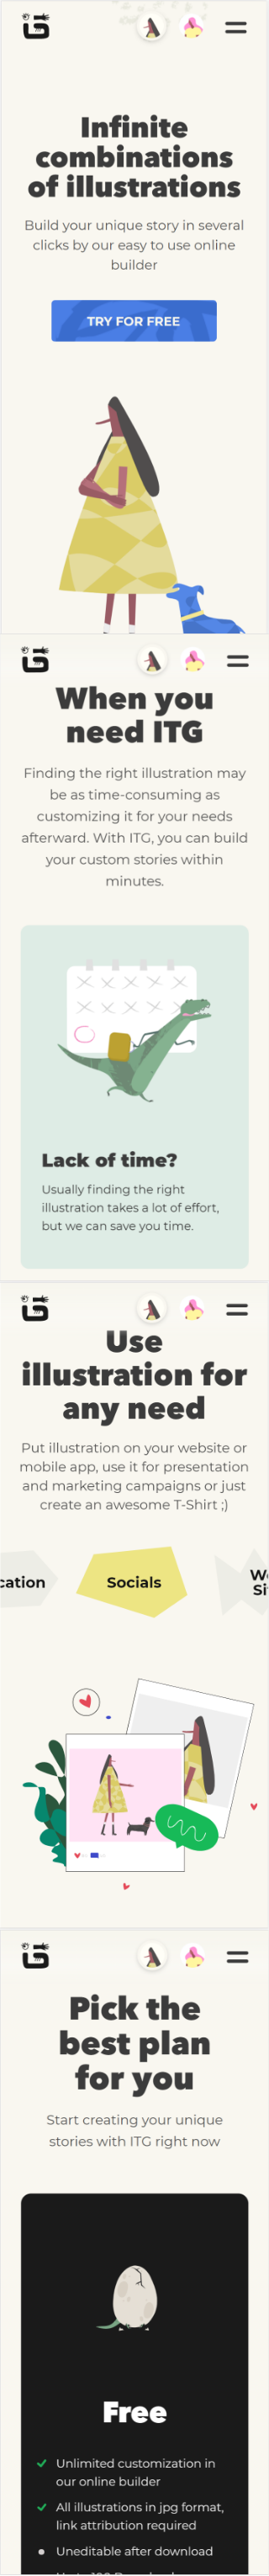 Infinite
combinations
of illustrations
Build your unique story in several
clicks by our easy to use online
builder
TRY FOR FREE
When you
need ITG
Finding the right illustration may
be as time-consuming as
customizing it for your needs
afterward. With ITG, you can build
your custom stories within
minutes.
Lack of time?
Usually finding the right
illustration takes a lot of effort,
but we can save you time.
Use
illustration for
any need
Put illustration on your website or
mobile app, use it for presentation
and marketing campaigns or just
create an awesome T-Shirt ;)
cation
Socials
We
Si
Pick the
best plan
for you
Start creating your unique
stories with ITG right now
Free
Unlimited customization in
our online builder
All illustrations in jpg format,
link attribution required
Uneditable after download